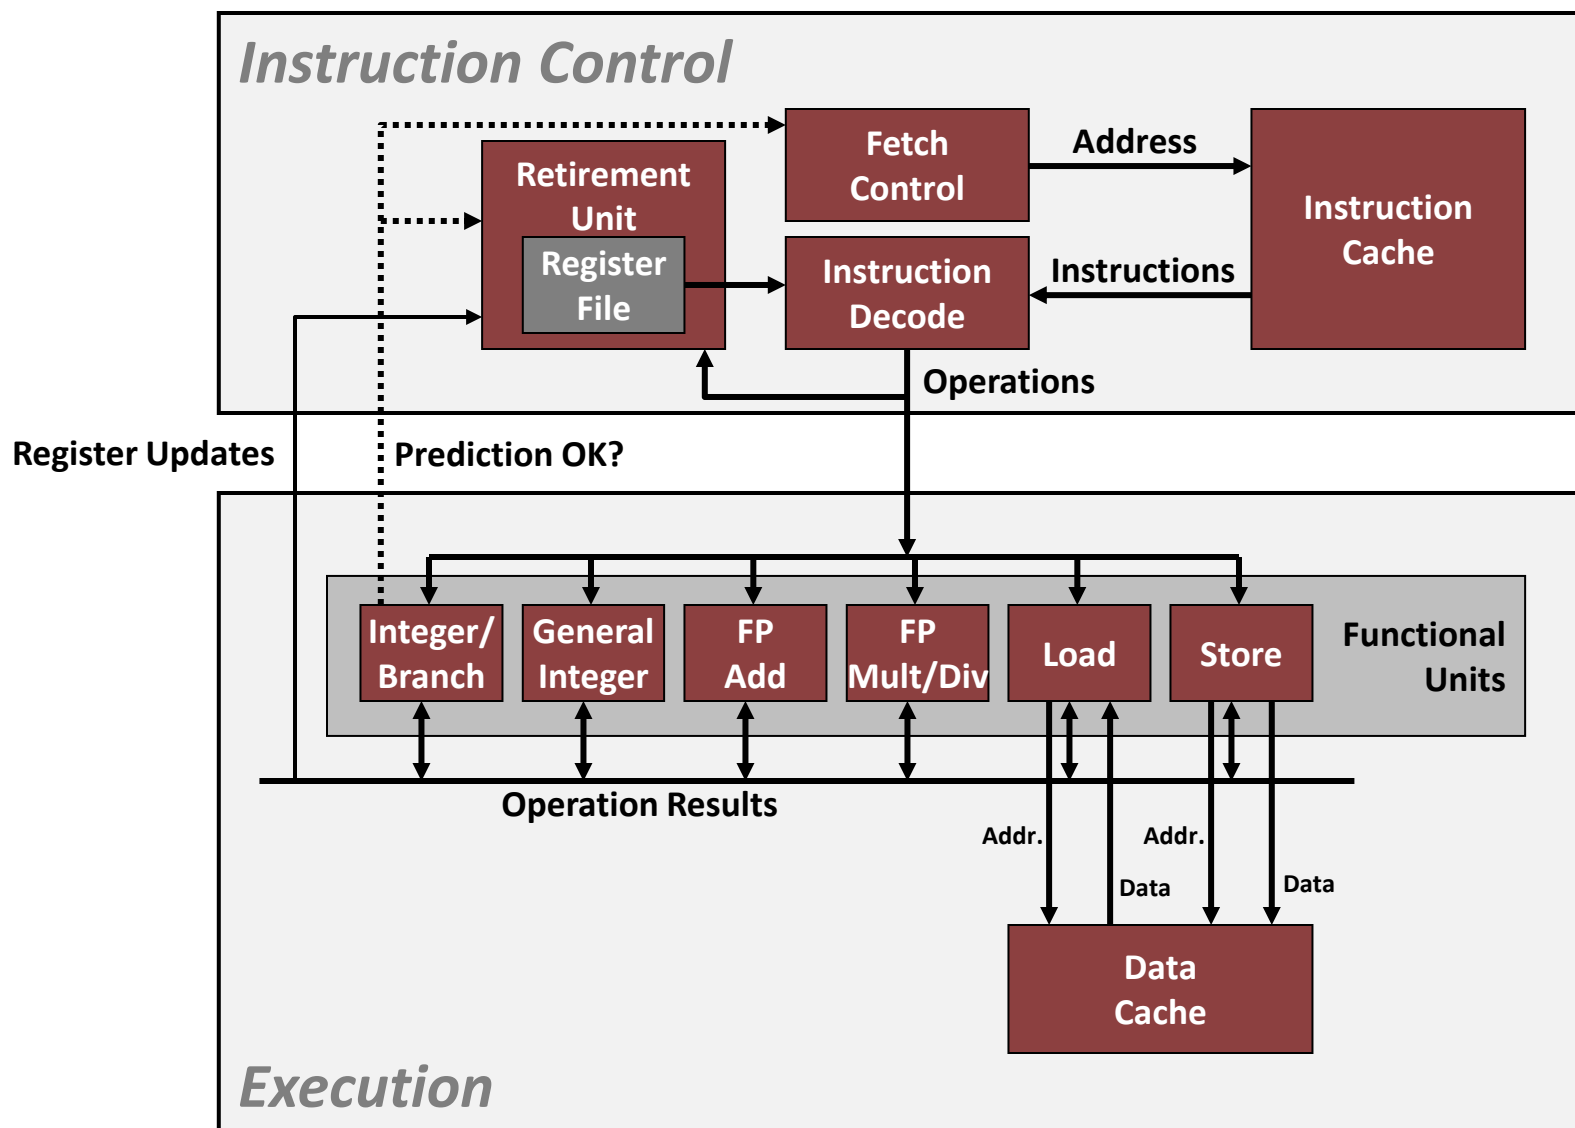 Instruction Control
Fetch
Control
Address
Instruction
Cache
Retirement
Unit
Register
File
Instruction
Decode
Instructions
Operations
Register Updates
Prediction OK?
Integer/
Branch
General
Integer
FP
Add
FP
Mult/Div
Load
Store
Functional
Units
Operation Results
Addr.
Addr.
Data
Data
Data
Cache
Execution